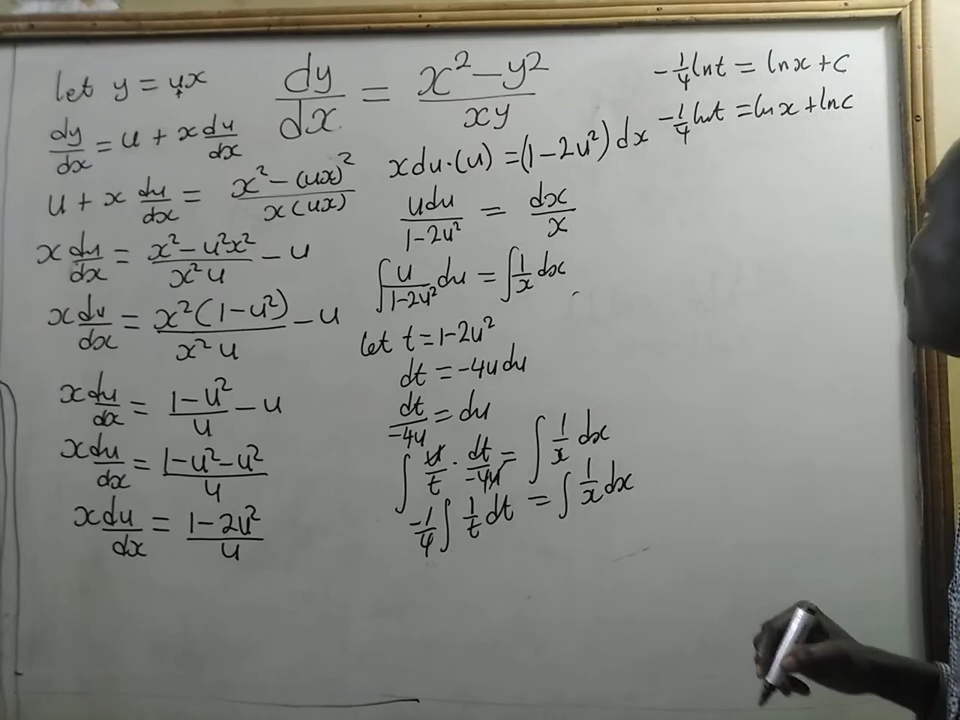 dy/dx = x² - y² / xy
let y = ux
dy/dx = u + x du/dx
u + x du/dx = x² - (ux)² / x(ux)
x du/dx = x² - u²x² / x²u - u
x du/dx = x²(1-u²) / x²u - u
x du/dx = 1-u² / u - u
x du/dx = 1-u²-u² / u
x du/dx = 1-2u² / u
x du·(u) = (1-2u²) dx
u du / 1-2u² = dx / x
∫ u / 1-2u² du = ∫ 1/x dx
let t = 1-2u²
dt = -4u du
dt / -4u = du
∫ u/t · dt / -4u = ∫ 1/x dx
-1/4 ∫ 1/t dt = ∫ 1/x dx
-1/4 ln t = ln x + c
-1/4 ln t = ln x + ln c